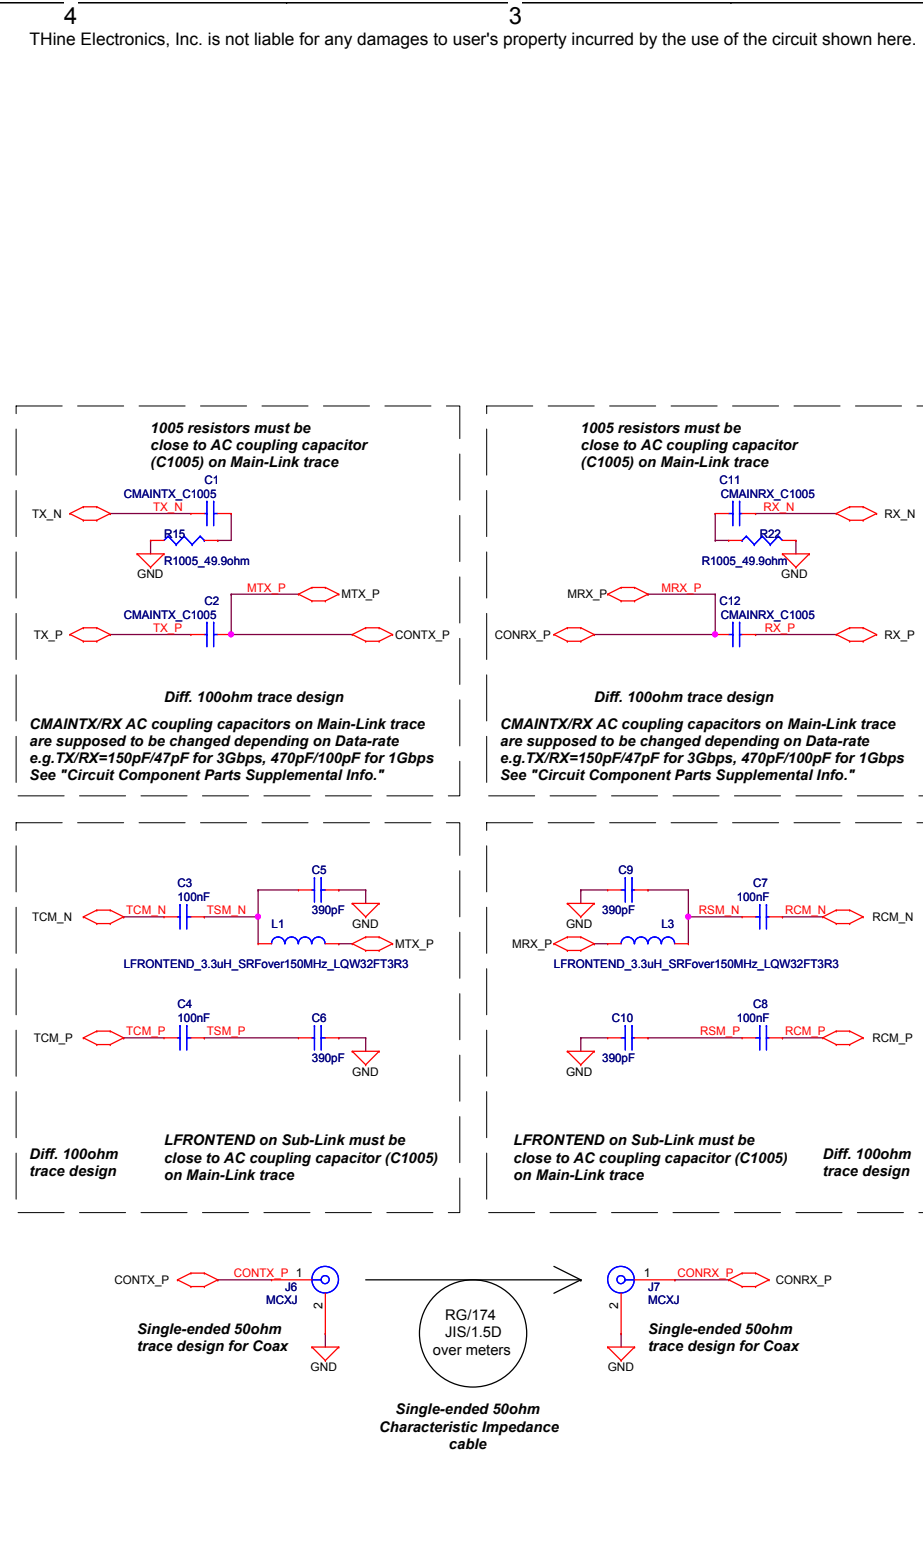 4
3
THine Electronics, Inc. is not liable for any damages to user's property incurred by the use of the circuit shown here.
1005 resistors must be
close to AC coupling capacitor
(C1005) on Main-Link trace
C1
CMAINTX_C1005
TX_N
TX_N
R15
R1005_49.9ohm
GND
MTX_P
MTX_P
C2
CMAINTX_C1005
TX_P
TX_P
CONTX_P
Diff. 100ohm trace design
CMAINTX/RX AC coupling capacitors on Main-Link trace
are supposed to be changed depending on Data-rate
e.g.TX/RX=150pF/47pF for 3Gbps, 470pF/100pF for 1Gbps
See "Circuit Component Parts Supplemental Info."
1005 resistors must be
close to AC coupling capacitor
(C1005) on Main-Link trace
C11
CMAINRX_C1005
RX_N
RX_N
R22
R1005_49.9ohm
GND
MRX_P
MRX_P
C12
CMAINRX_C1005
CONRX_P
RX_P
RX_P
Diff. 100ohm trace design
CMAINTX/RX AC coupling capacitors on Main-Link trace
are supposed to be changed depending on Data-rate
e.g.TX/RX=150pF/47pF for 3Gbps, 470pF/100pF for 1Gbps
See "Circuit Component Parts Supplemental Info."
C5
C3
100nF
TCM_N
TCM_N
TSM_N
390pF
GND
L1
MTX_P
LFRONTEND_3.3uH_SRFover150MHz_LQW32FT3R3
C4
100nF
TCM_P
TCM_P
TSM_P
C6
390pF
GND
Diff. 100ohm
trace design
LFRONTEND on Sub-Link must be
close to AC coupling capacitor (C1005)
on Main-Link trace
C9
C7
100nF
390pF
GND
RSM_N
RCM_N
RCM_N
L3
MRX_P
LFRONTEND_3.3uH_SRFover150MHz_LQW32FT3R3
C8
100nF
C10
RSM_P
RCM_P
RCM_P
390pF
GND
LFRONTEND on Sub-Link must be
close to AC coupling capacitor (C1005)
on Main-Link trace
Diff. 100ohm
trace design
CONTX_P
CONTX_P
1
J6
MCXJ
2
GND
Single-ended 50ohm
trace design for Coax
RG/174
JIS/1.5D
over meters
Single-ended 50ohm
Characteristic Impedance
cable
1
CONRX_P
CONRX_P
J7
MCXJ
2
GND
Single-ended 50ohm
trace design for Coax